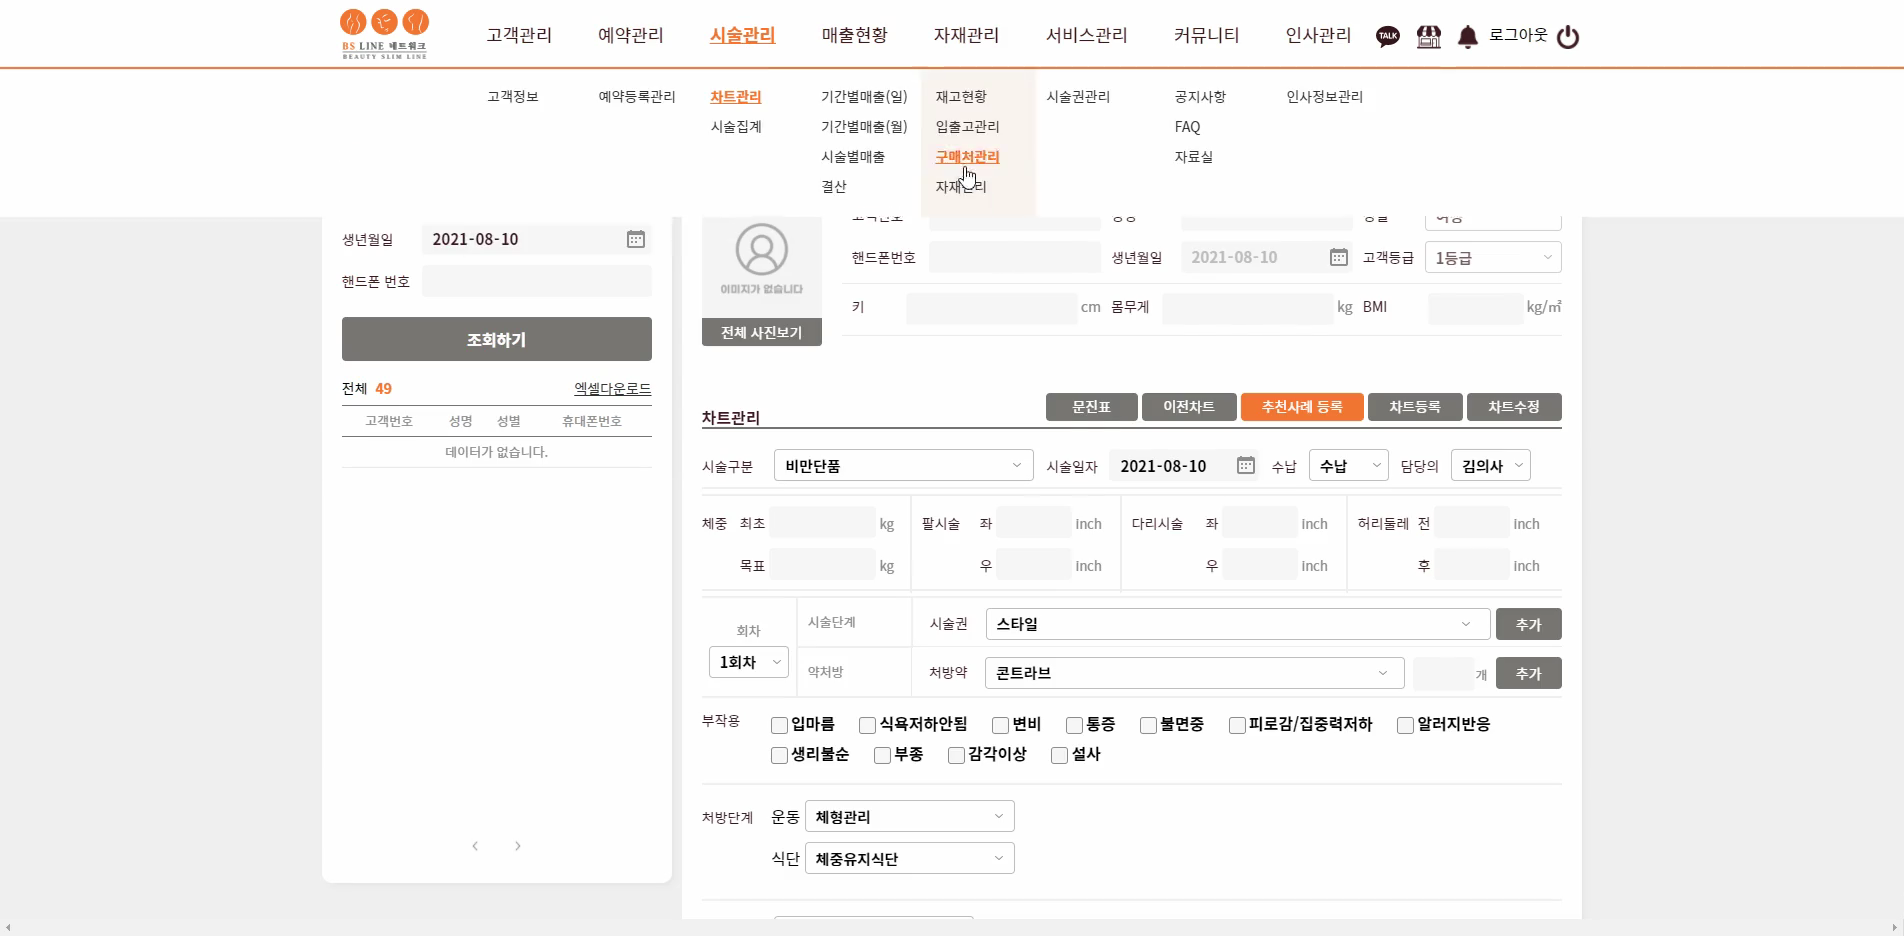 BS LINE 네트워크
BEAUTY SLIM LINE
고객관리 예약관리 시술관리 매출현황 자재관리 서비스관리 커뮤니티 인사관리 TALK 로그아웃
고객정보 예약등록관리 차트관리 기간별매출(일) 재고현황 시술권관리 공지사항 인사정보관리
시술집계 기간별매출(월) 입출고관리 FAQ
시술별매출 구매처관리 자료실
결산 자재관리
생년월일 2021-08-10
핸드폰 번호
조회하기
전체 49 엑셀다운로드
고객번호 성명 성별 휴대폰번호
데이터가 없습니다.
이미지가 없습니다
전체 사진보기
핸드폰번호 생년월일 2021-08-10 고객등급 1등급
키 cm 몸무게 kg BMI kg/㎡
차트관리 문진표 이전차트 추천사례 등록 차트등록 차트수정
시술구분 비만단품 시술일자 2021-08-10 수납 수납 담당의 김의사
체중 최초 kg 팔시술 좌 inch 다리시술 좌 inch 허리둘레 전 inch
목표 kg 우 inch 우 inch 후 inch
회차 시술단계 시술권 스타일 추가
1회차 약처방 처방약 콘트라브 개 추가
부작용 입마름 식욕저하안됨 변비 통증 불면중 피로감/집중력저하 알러지반응
생리불순 부종 감각이상 설사
처방단계 운동 체형관리
식단 체중유지식단